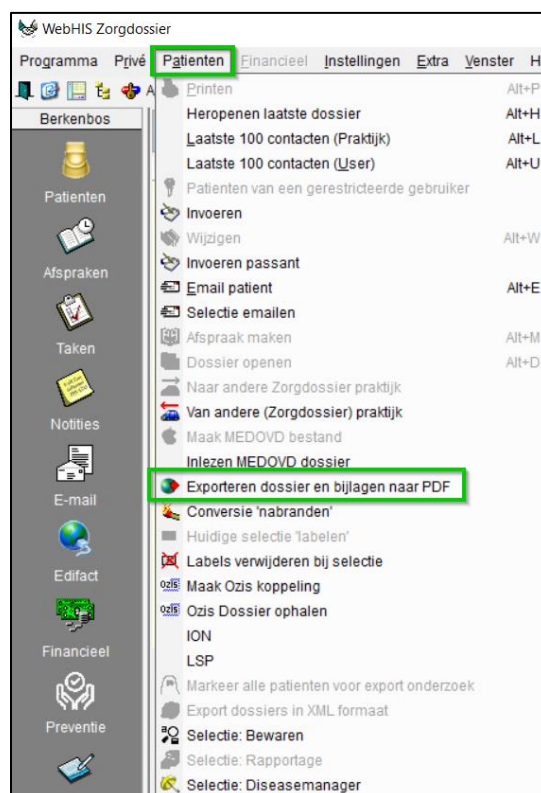 WebHIS Zorgdossier
Programma Privé Patienten Financieel Instellingen Extra Venster H
A
Berkenbos
Patienten
Afspraken
Taken
Notities
E-mail
Edifact
Financieel
Preventie
Printen Alt+P
Heropenen laatste dossier Alt+H
Laatste 100 contacten (Praktijk) Alt+L
Laatste 100 contacten (User) Alt+U
Patienten van een gerestricteerde gebruiker
Invoeren
Wijzigen Alt+W
Invoeren passant
Email patient Alt+E
Selectie emailen
Afspraak maken Alt+M
Dossier openen Alt+D
Naar andere Zorgdossier praktijk
Van andere (Zorgdossier) praktijk
Maak MEDOVD bestand
Inlezen MEDOVD dossier
Exporteren dossier en bijlagen naar PDF
Conversie 'nabranden'
Huidige selectie 'labelen'
Labels verwijderen bij selectie
ozis Maak Ozis koppeling
ozis Ozis Dossier ophalen
ION
LSP
Markeer alle patienten voor export onderzoek
Export dossiers in XML formaat
Selectie: Bewaren
Selectie: Rapportage
Selectie: Diseasemanager